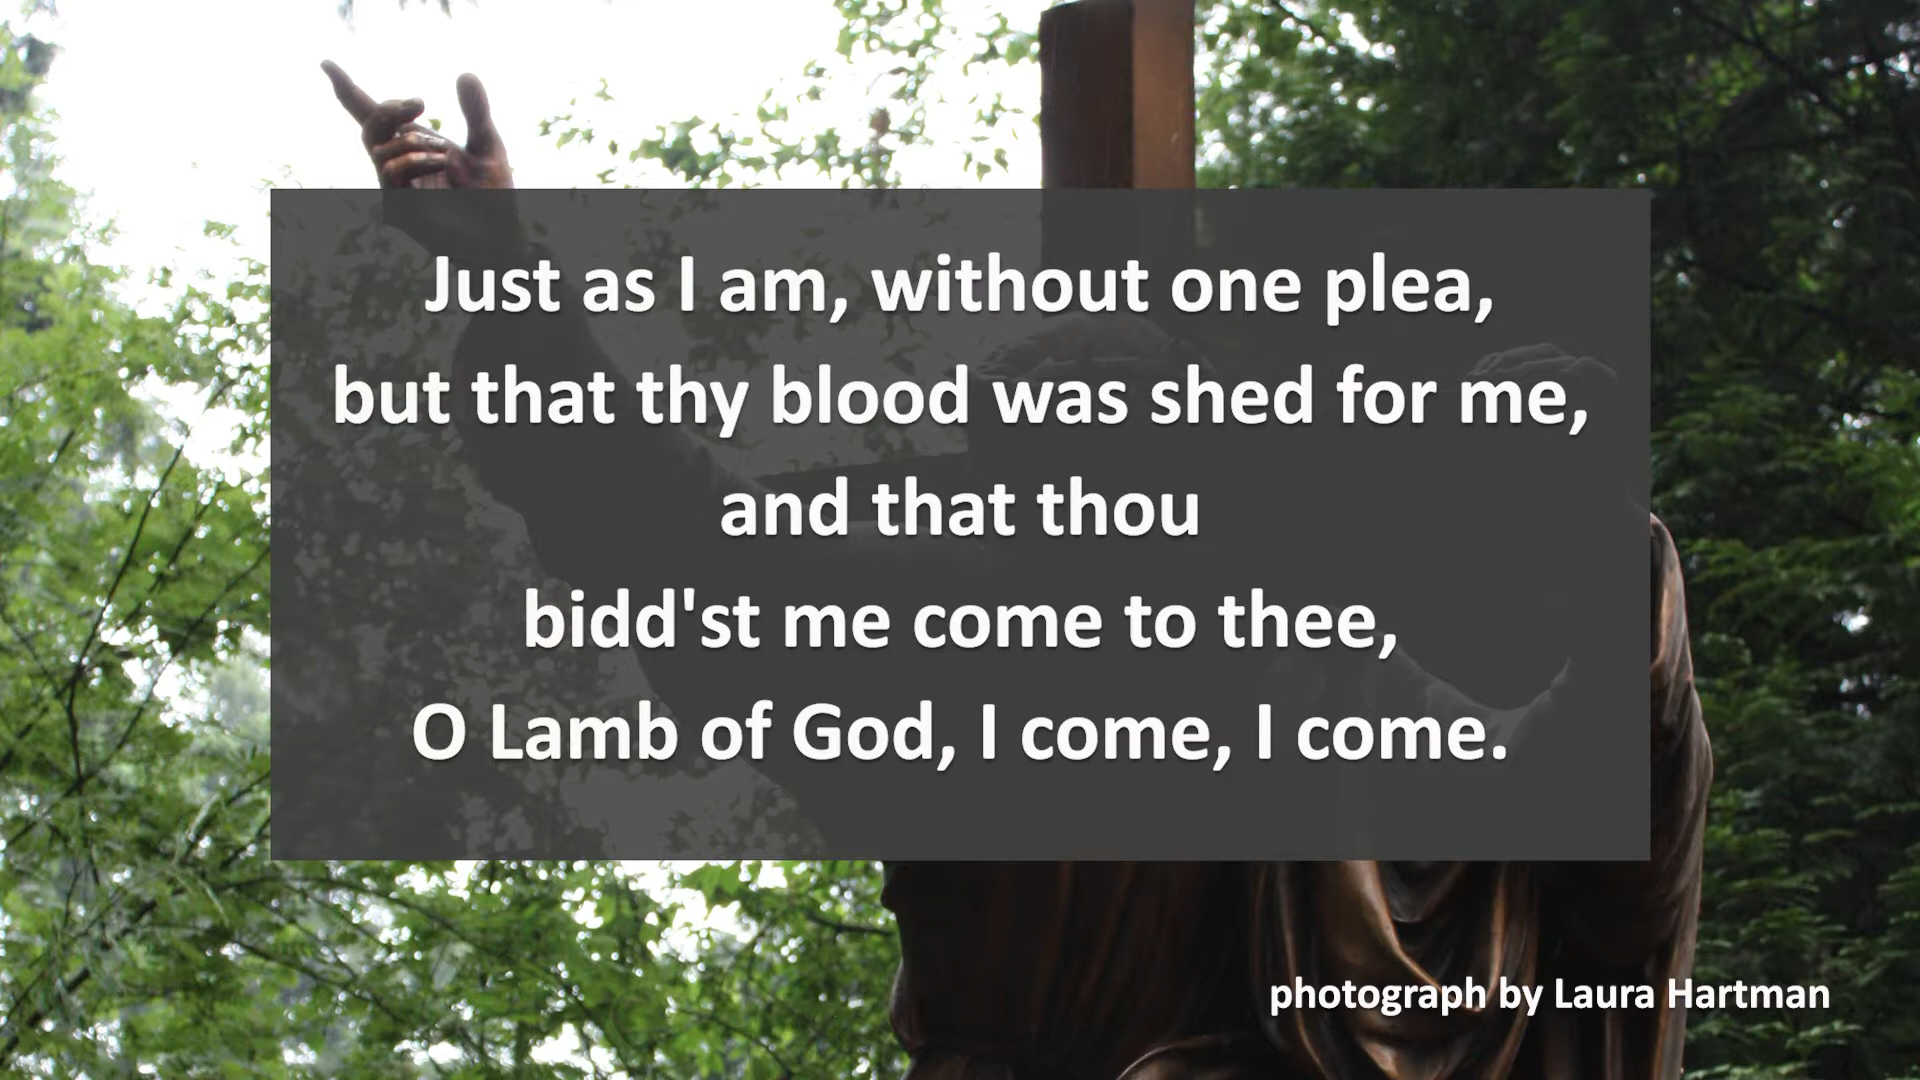 Just as I am, without one plea,
but that thy blood was shed for me,
and that thou
bidd'st me come to thee,
O Lamb of God, I come, I come.
photograph by Laura Hartman